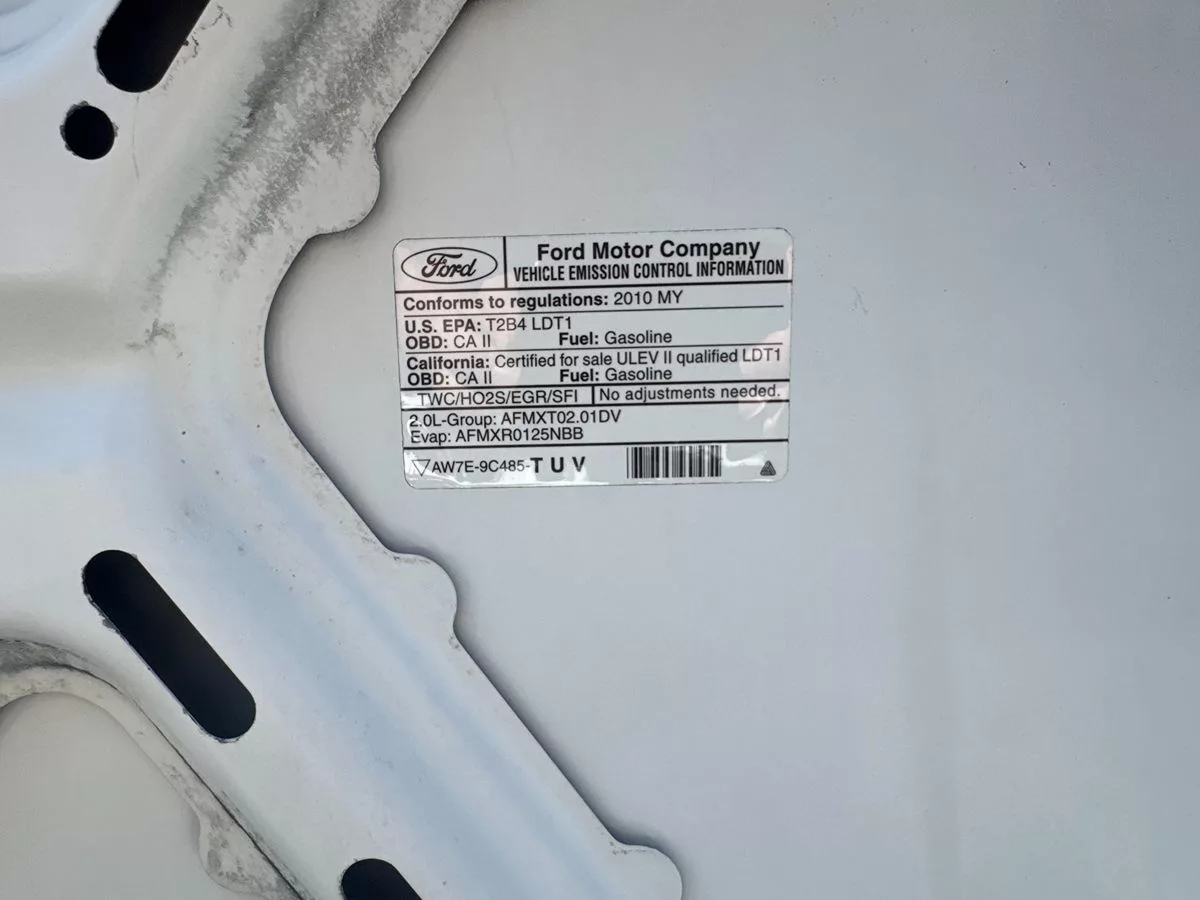 Ford
Ford Motor Company
VEHICLE EMISSION CONTROL INFORMATION
Conforms to regulations: 2010 MY
U.S. EPA: T2B4 LDT1
OBD: CA II Fuel: Gasoline
California: Certified for sale ULEV II qualified LDT1
OBD: CA II Fuel: Gasoline
TWC/HO2S/EGR/SFI No adjustments needed.
2.0L-Group: AFMXT02.01DV
Evap: AFMXR0125NBB
AW7E-9C485-T U V